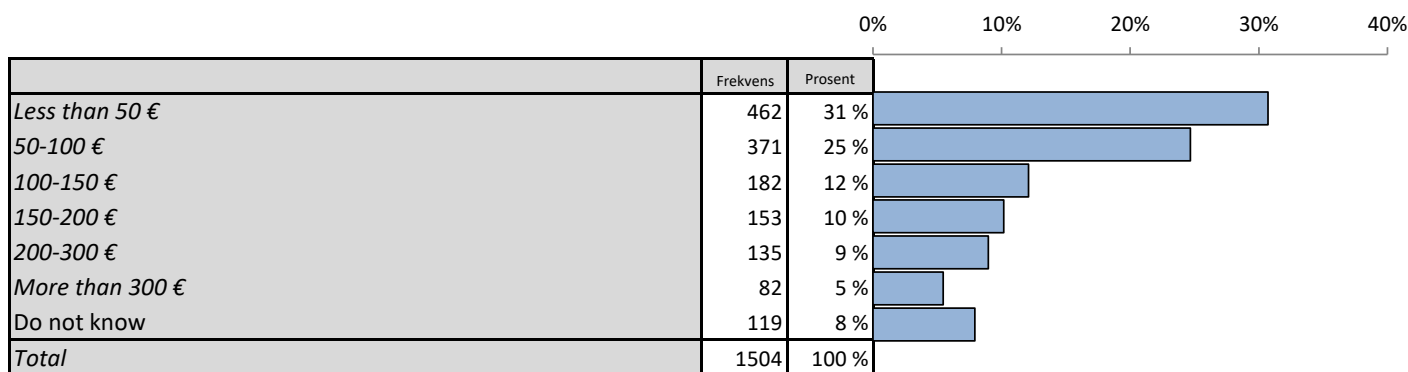 0% 10% 20% 30% 40%
Frekvens Prosent
Less than 50 € 462 31 %
50-100 € 371 25 %
100-150 € 182 12 %
150-200 € 153 10 %
200-300 € 135 9 %
More than 300 € 82 5 %
Do not know 119 8 %
Total 1504 100 %